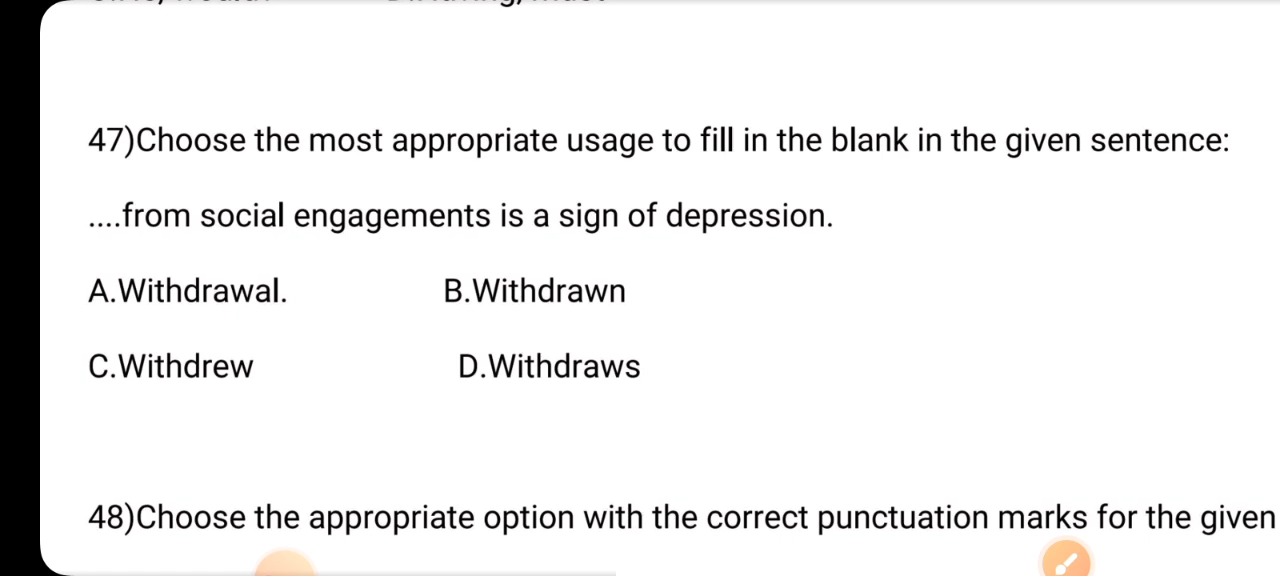 47)Choose the most appropriate usage to fill in the blank in the given sentence:
....from social engagements is a sign of depression.
A.Withdrawal. B.Withdrawn
C.Withdrew D.Withdraws
48)Choose the appropriate option with the correct punctuation marks for the given